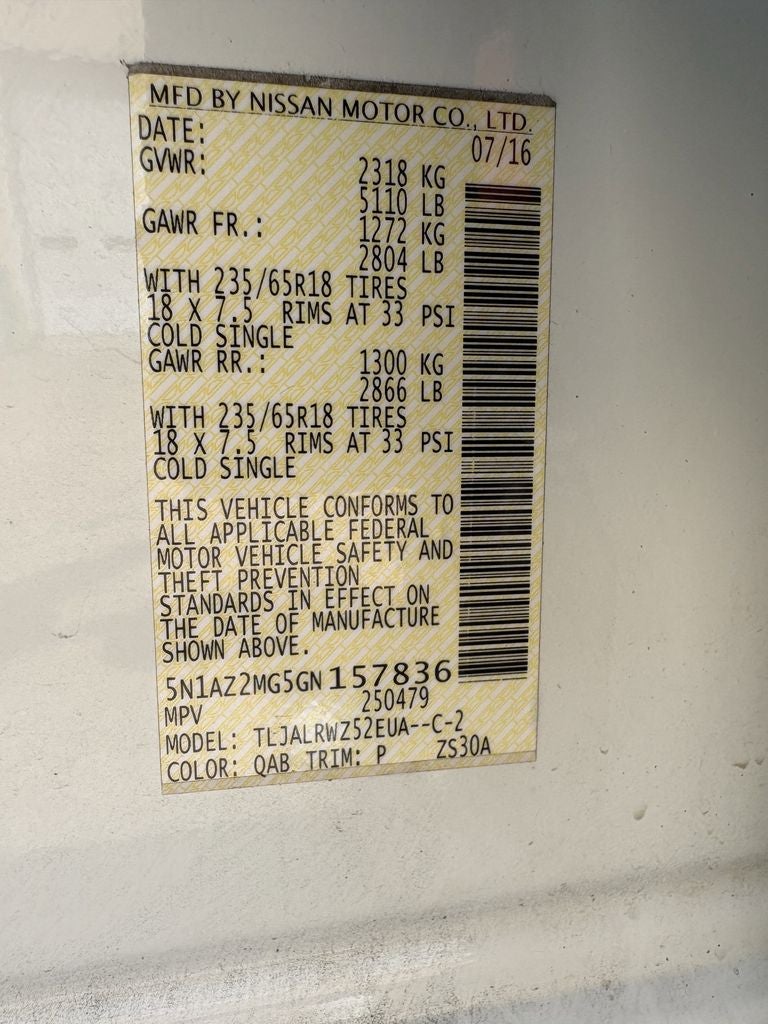 MFD BY NISSAN MOTOR CO., LTD.
DATE: 07/16
GVWR: 2318 KG
5110 LB
GAWR FR.: 1272 KG
2804 LB
WITH 235/65R18 TIRES
18 X 7.5 RIMS AT 33 PSI
COLD SINGLE
GAWR RR.: 1300 KG
2866 LB
WITH 235/65R18 TIRES
18 X 7.5 RIMS AT 33 PSI
COLD SINGLE
THIS VEHICLE CONFORMS TO
ALL APPLICABLE FEDERAL
MOTOR VEHICLE SAFETY AND
THEFT PREVENTION
STANDARDS IN EFFECT ON
THE DATE OF MANUFACTURE
SHOWN ABOVE.
5N1AZ2MG5GN157836
MPV 250479
MODEL: TLJALRWZ52EUA--C-2
COLOR: QAB TRIM: P ZS30A